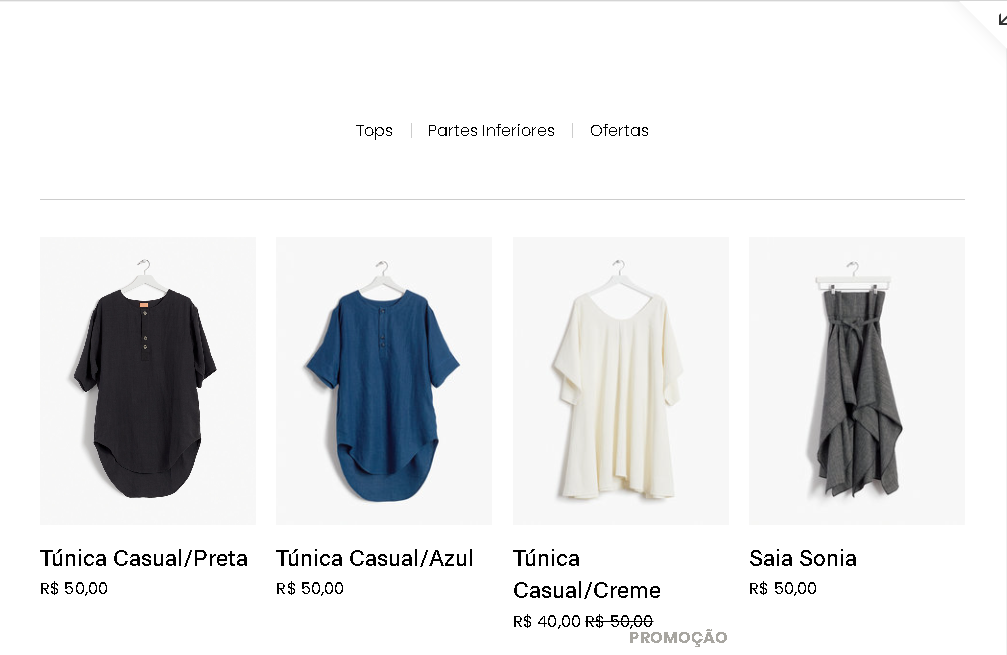 Tops
Partes Inferiores
Ofertas
Túnica Casual/Preta
R$ 50,00
Túnica Casual/Azul
R$ 50,00
Túnica
Casual/Creme
R$ 40,00 R$ 50,00
PROMOÇÃO
Saia Sonia
R$ 50,00